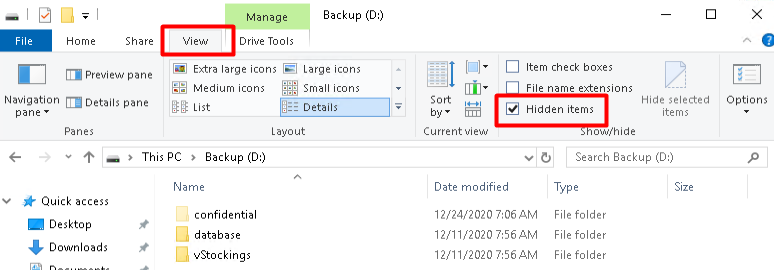 Manage Backup (D:)
File Home Share View Drive Tools
Extra large icons Large icons Item check boxes
Preview pane Medium icons Small icons File name extensions
Navigation pane Details pane List Details Sort by Hidden items Hide selected items Options
Panes Layout Current view Show/hide
This PC Backup (D:) Search Backup (D:)
Name Date modified Type Size
Quick access
confidential 12/24/2020 7:06 AM File folder
Desktop database 12/11/2020 7:56 AM File folder
Downloads vStockings 12/11/2020 7:56 AM File folder